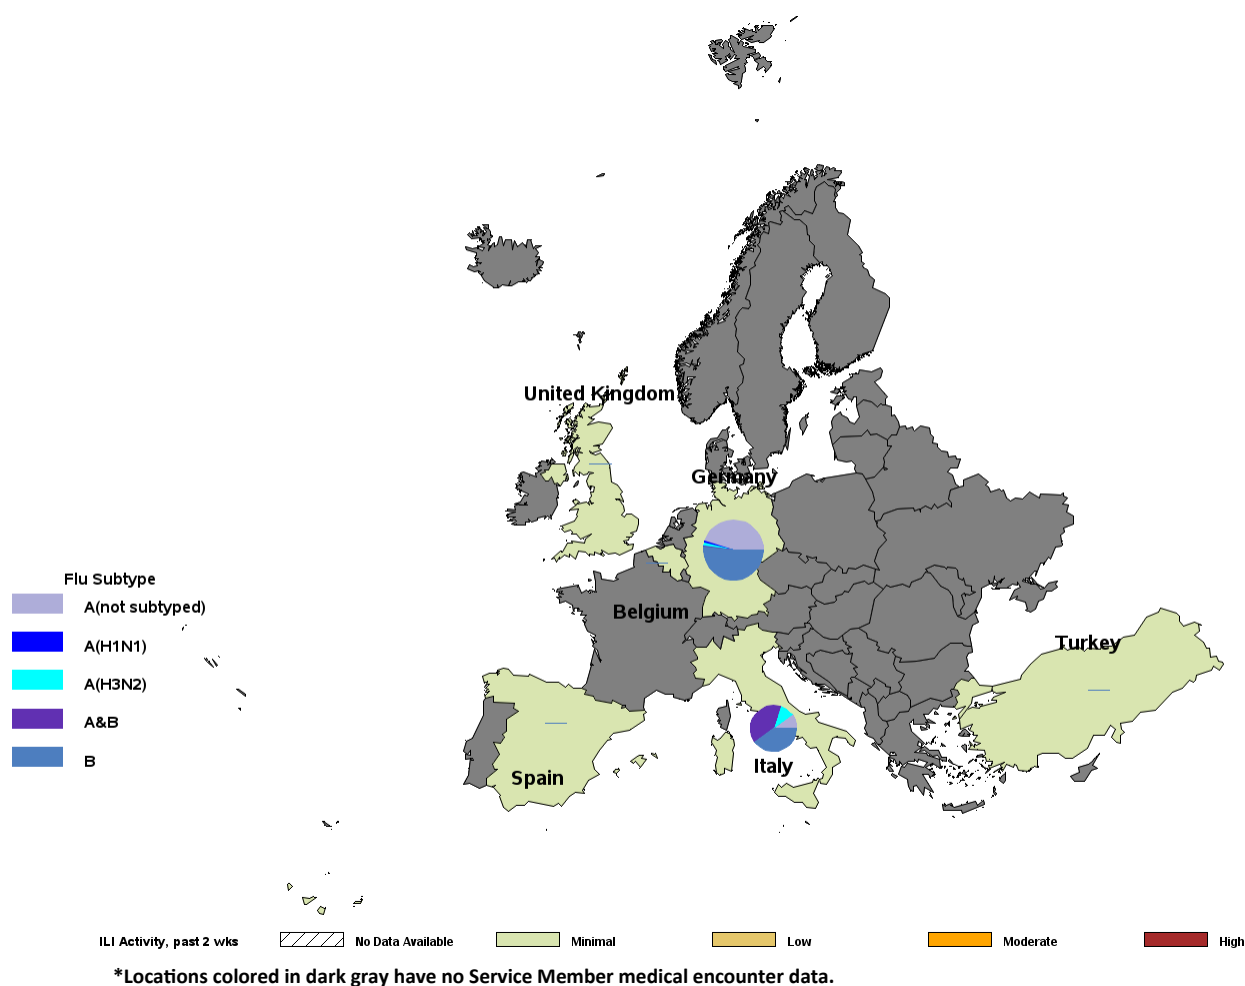 United Kingdom
Germany
Flu Subtype
A(not subtyped)
Belgium
A(H1N1)
Turkey
A(H3N2)
A&B
B
Italy
Spain
ILI Activity, past 2 wks No Data Available Minimal Low Moderate High
*Locations colored in dark gray have no Service Member medical encounter data.